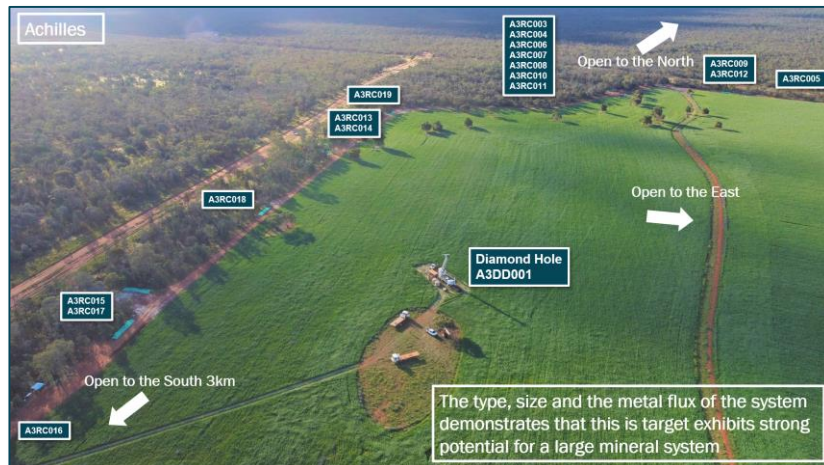 Achilles
A3RC003
A3RC004
A3RC006
A3RC007
A3RC008
A3RC010
A3RC011
Open to the North
A3RC009
A3RC012
A3RC005
A3RC019
A3RC013
A3RC014
A3RC018
Open to the East
Diamond Hole
A3DD001
A3RC015
A3RC017
Open to the South 3km
A3RC016
The type, size and the metal flux of the system
demonstrates that this is target exhibits strong
potential for a large mineral system